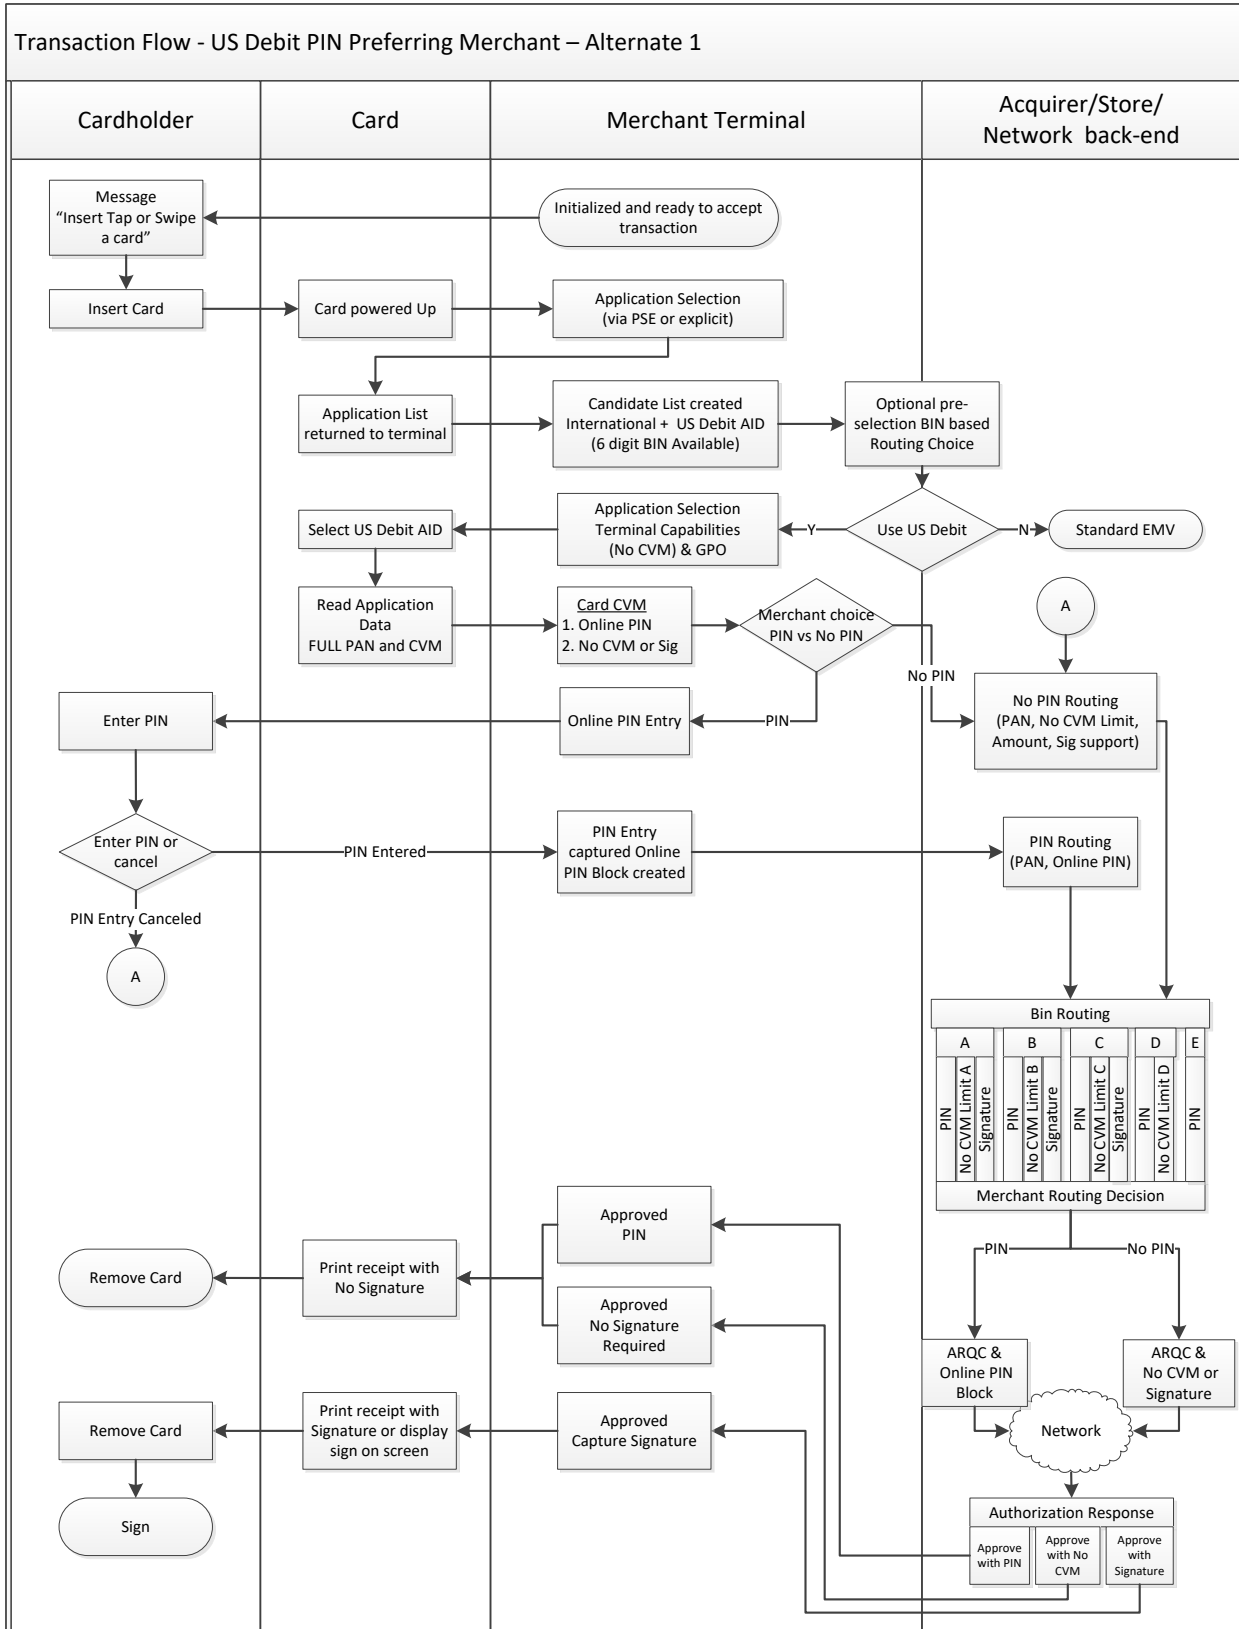 Transaction Flow - US Debit PIN Preferring Merchant – Alternate 1
Cardholder
Card
Merchant Terminal
Acquirer/Store/
Network back-end
Message
“Insert Tap or Swipe
a card”
Initialized and ready to accept
transaction
Insert Card
Card powered Up
Application Selection
(via PSE or explicit)
Application List
returned to terminal
Candidate List created
International + US Debit AID
(6 digit BIN Available)
Optional pre-
selection BIN based
Routing Choice
Select US Debit AID
Application Selection
Terminal Capabilities
(No CVM) & GPO
Y
Use US Debit
N
Standard EMV
Read Application
Data
FULL PAN and CVM
Card CVM
1. Online PIN
2. No CVM or Sig
Merchant choice
PIN vs No PIN
A
No PIN
Enter PIN
Online PIN Entry
PIN
No PIN Routing
(PAN, No CVM Limit,
Amount, Sig support)
Enter PIN or
cancel
PIN Entered
PIN Entry
captured Online
PIN Block created
PIN Routing
(PAN, Online PIN)
PIN Entry Canceled
A
Bin Routing
A
B
C
D
E
PIN
No CVM Limit A
Signature
PIN
No CVM Limit B
Signature
PIN
No CVM Limit C
Signature
PIN
No CVM Limit D
PIN
Merchant Routing Decision
PIN
No PIN
Approved
PIN
Remove Card
Print receipt with
No Signature
Approved
No Signature
Required
ARQC &
Online PIN
Block
ARQC &
No CVM or
Signature
Remove Card
Print receipt with
Signature or display
sign on screen
Approved
Capture Signature
Network
Sign
Authorization Response
Approve
with PIN
Approve
with No
CVM
Approve
with
Signature